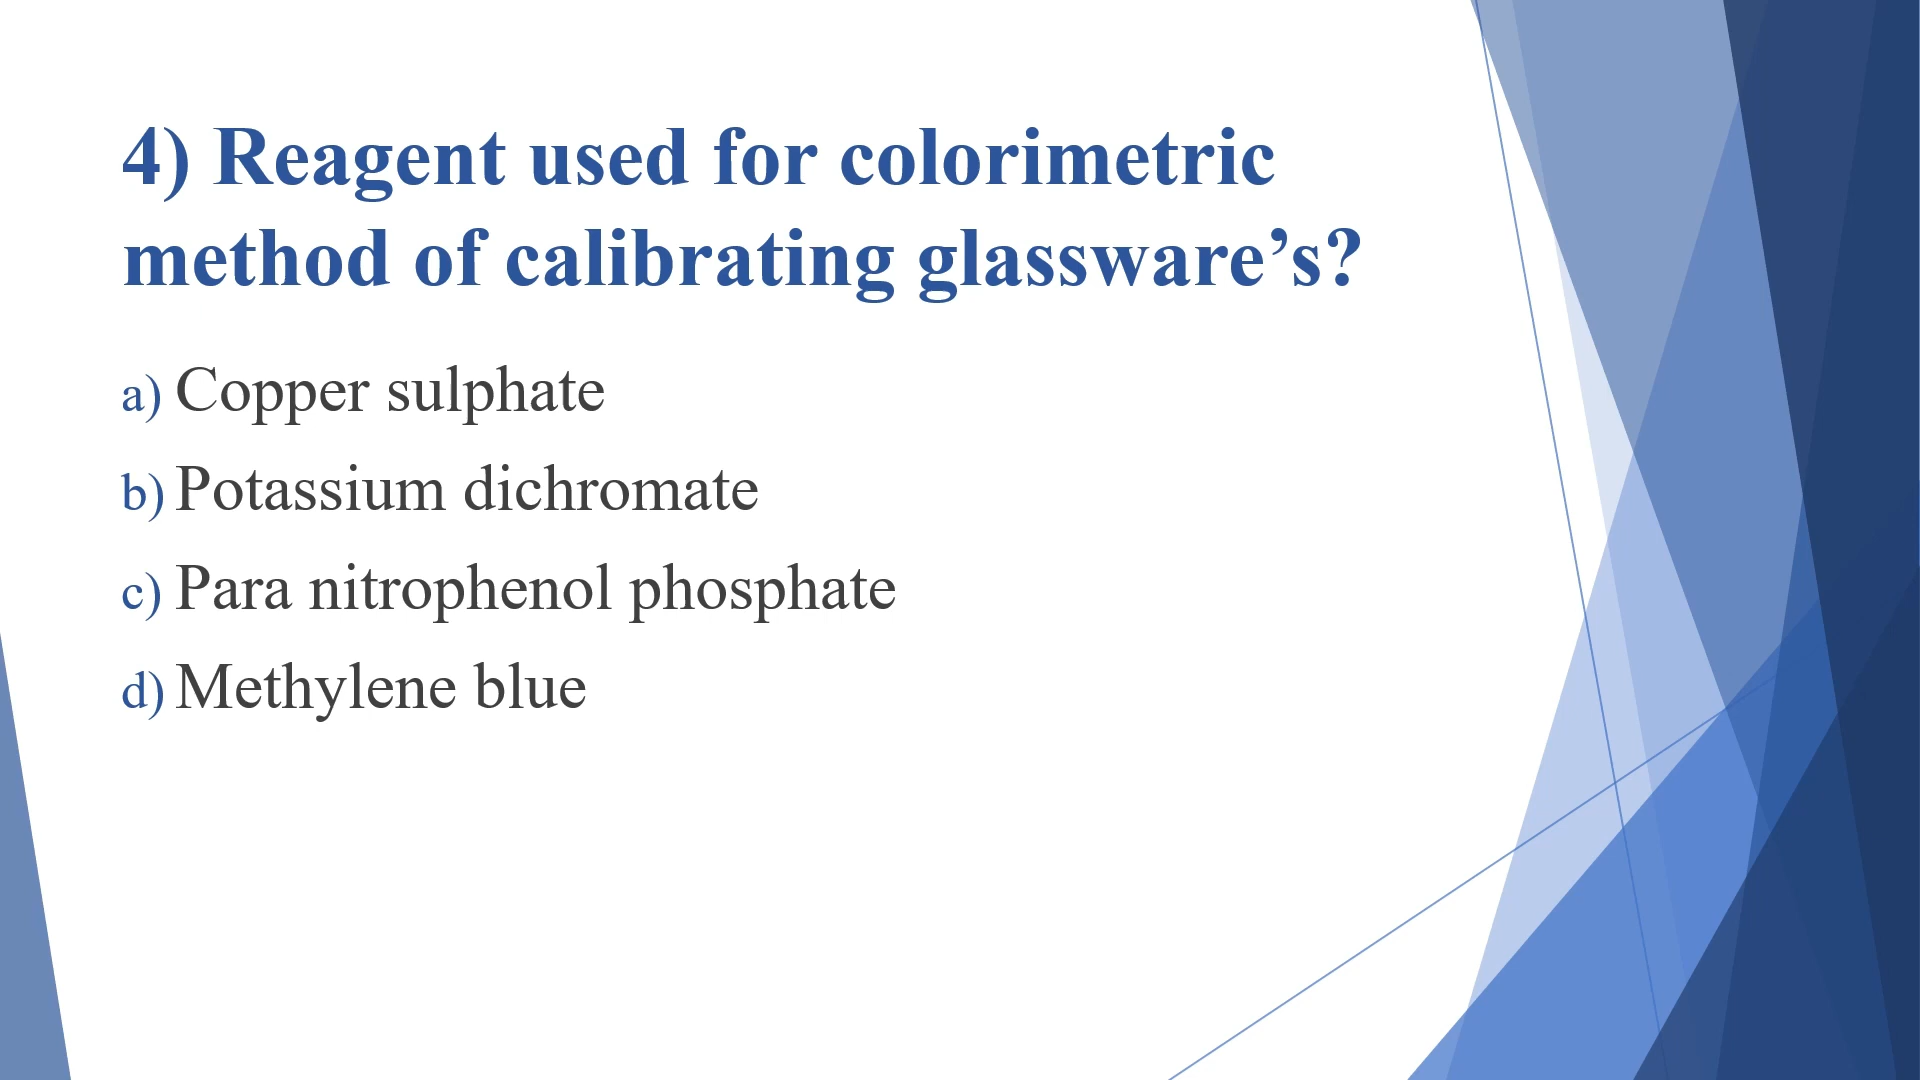 4) Reagent used for colorimetric
method of calibrating glassware’s?
a) Copper sulphate
b) Potassium dichromate
c) Para nitrophenol phosphate
d) Methylene blue